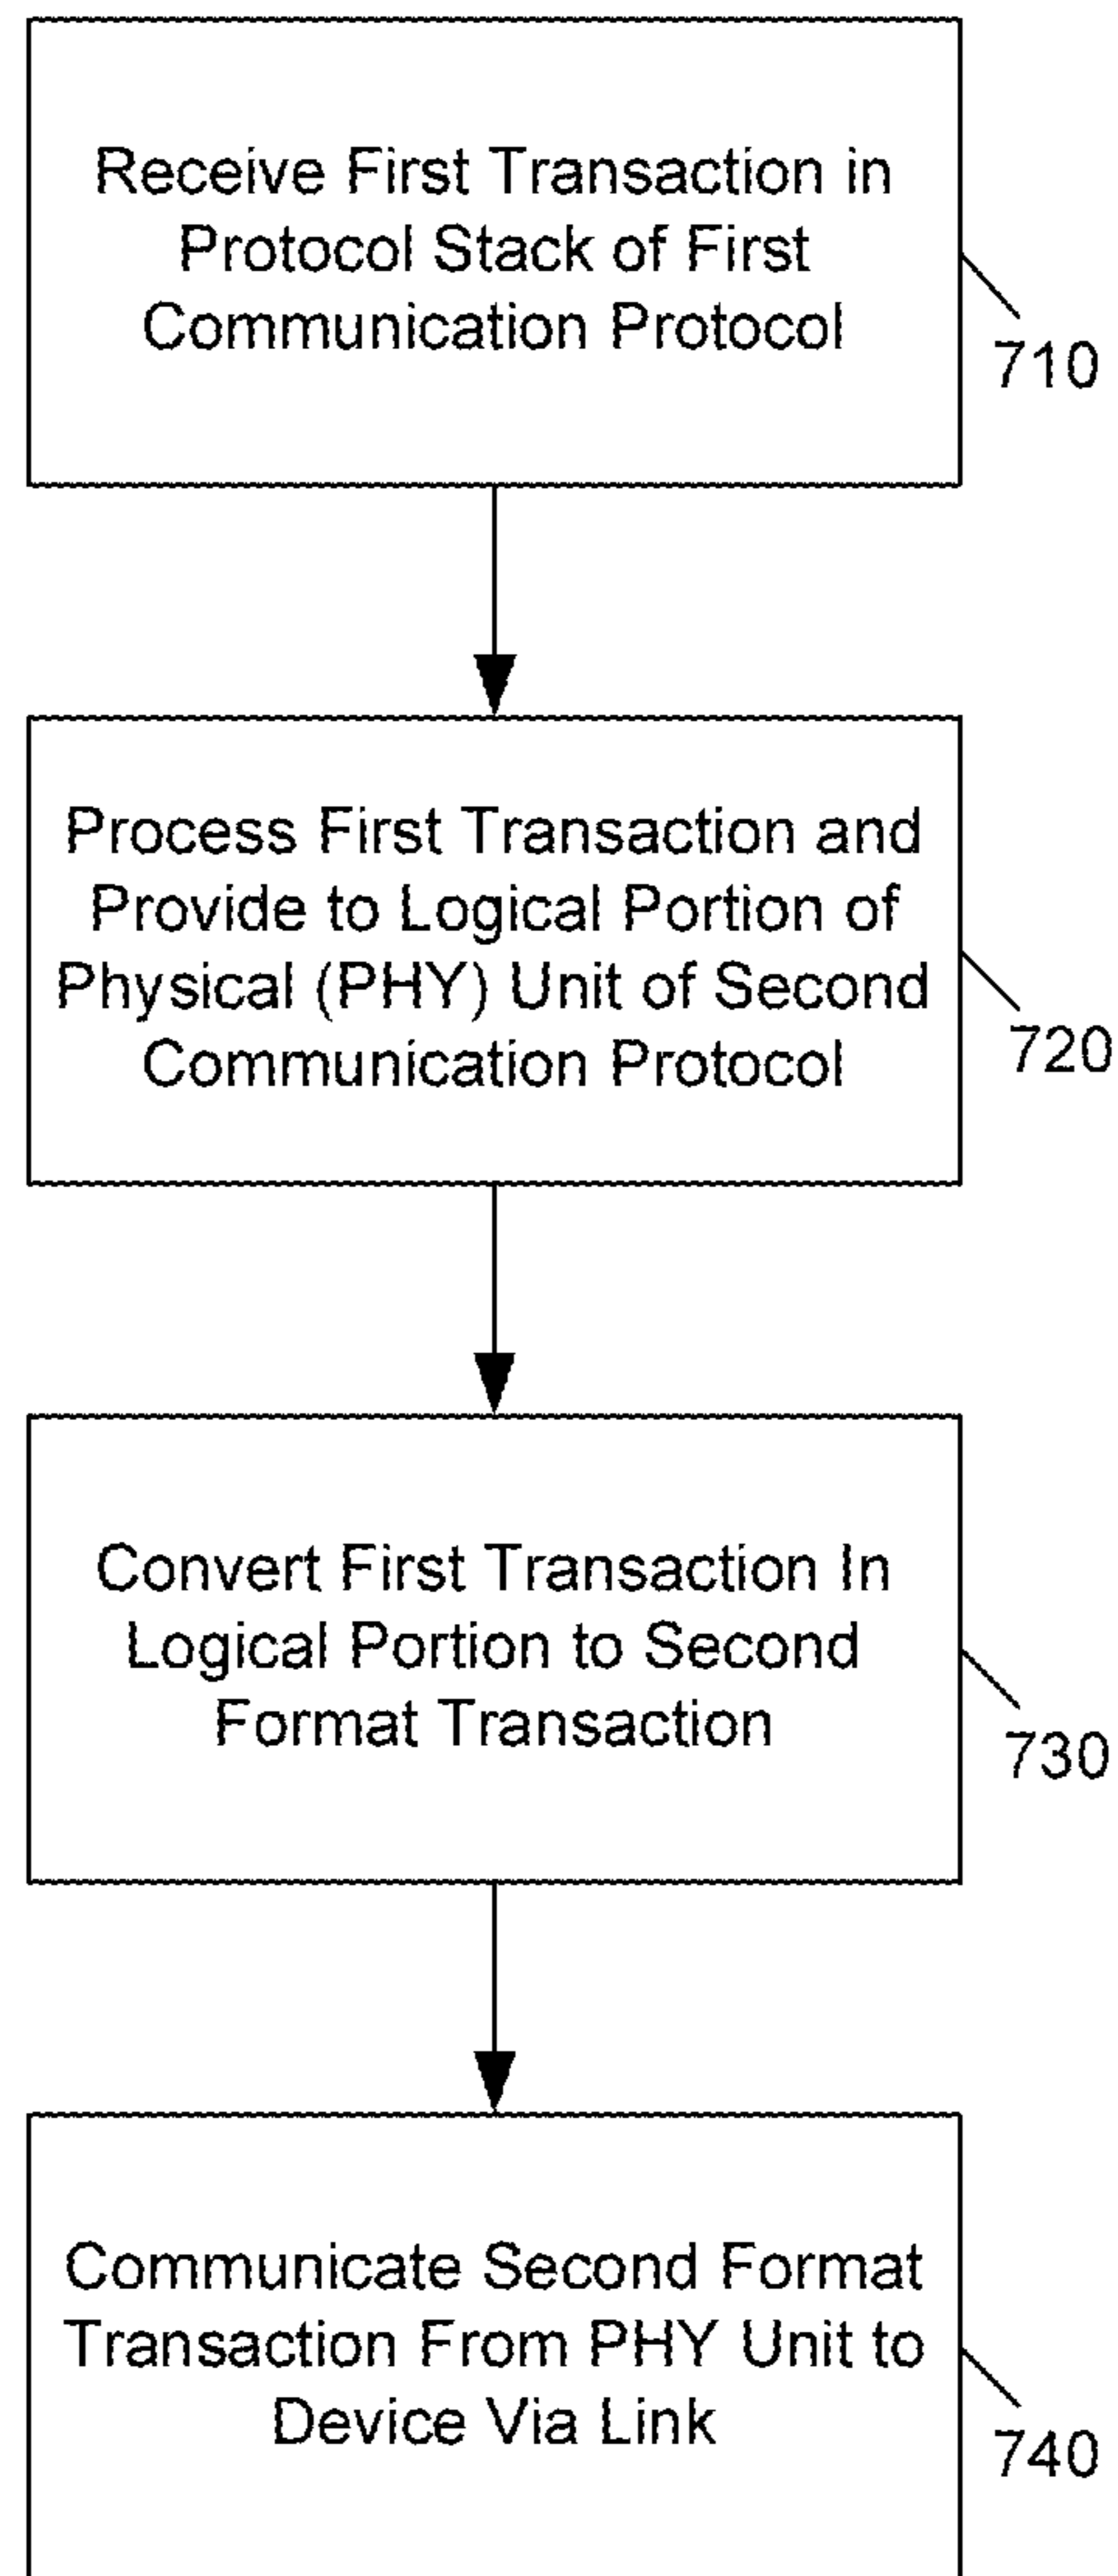 Receive First Transaction in
Protocol Stack of First
Communication Protocol
710
Process First Transaction and
Provide to Logical Portion of
Physical (PHY) Unit of Second
Communication Protocol
720
Convert First Transaction In
Logical Portion to Second
Format Transaction
730
Communicate Second Format
Transaction From PHY Unit to
Device Via Link
740